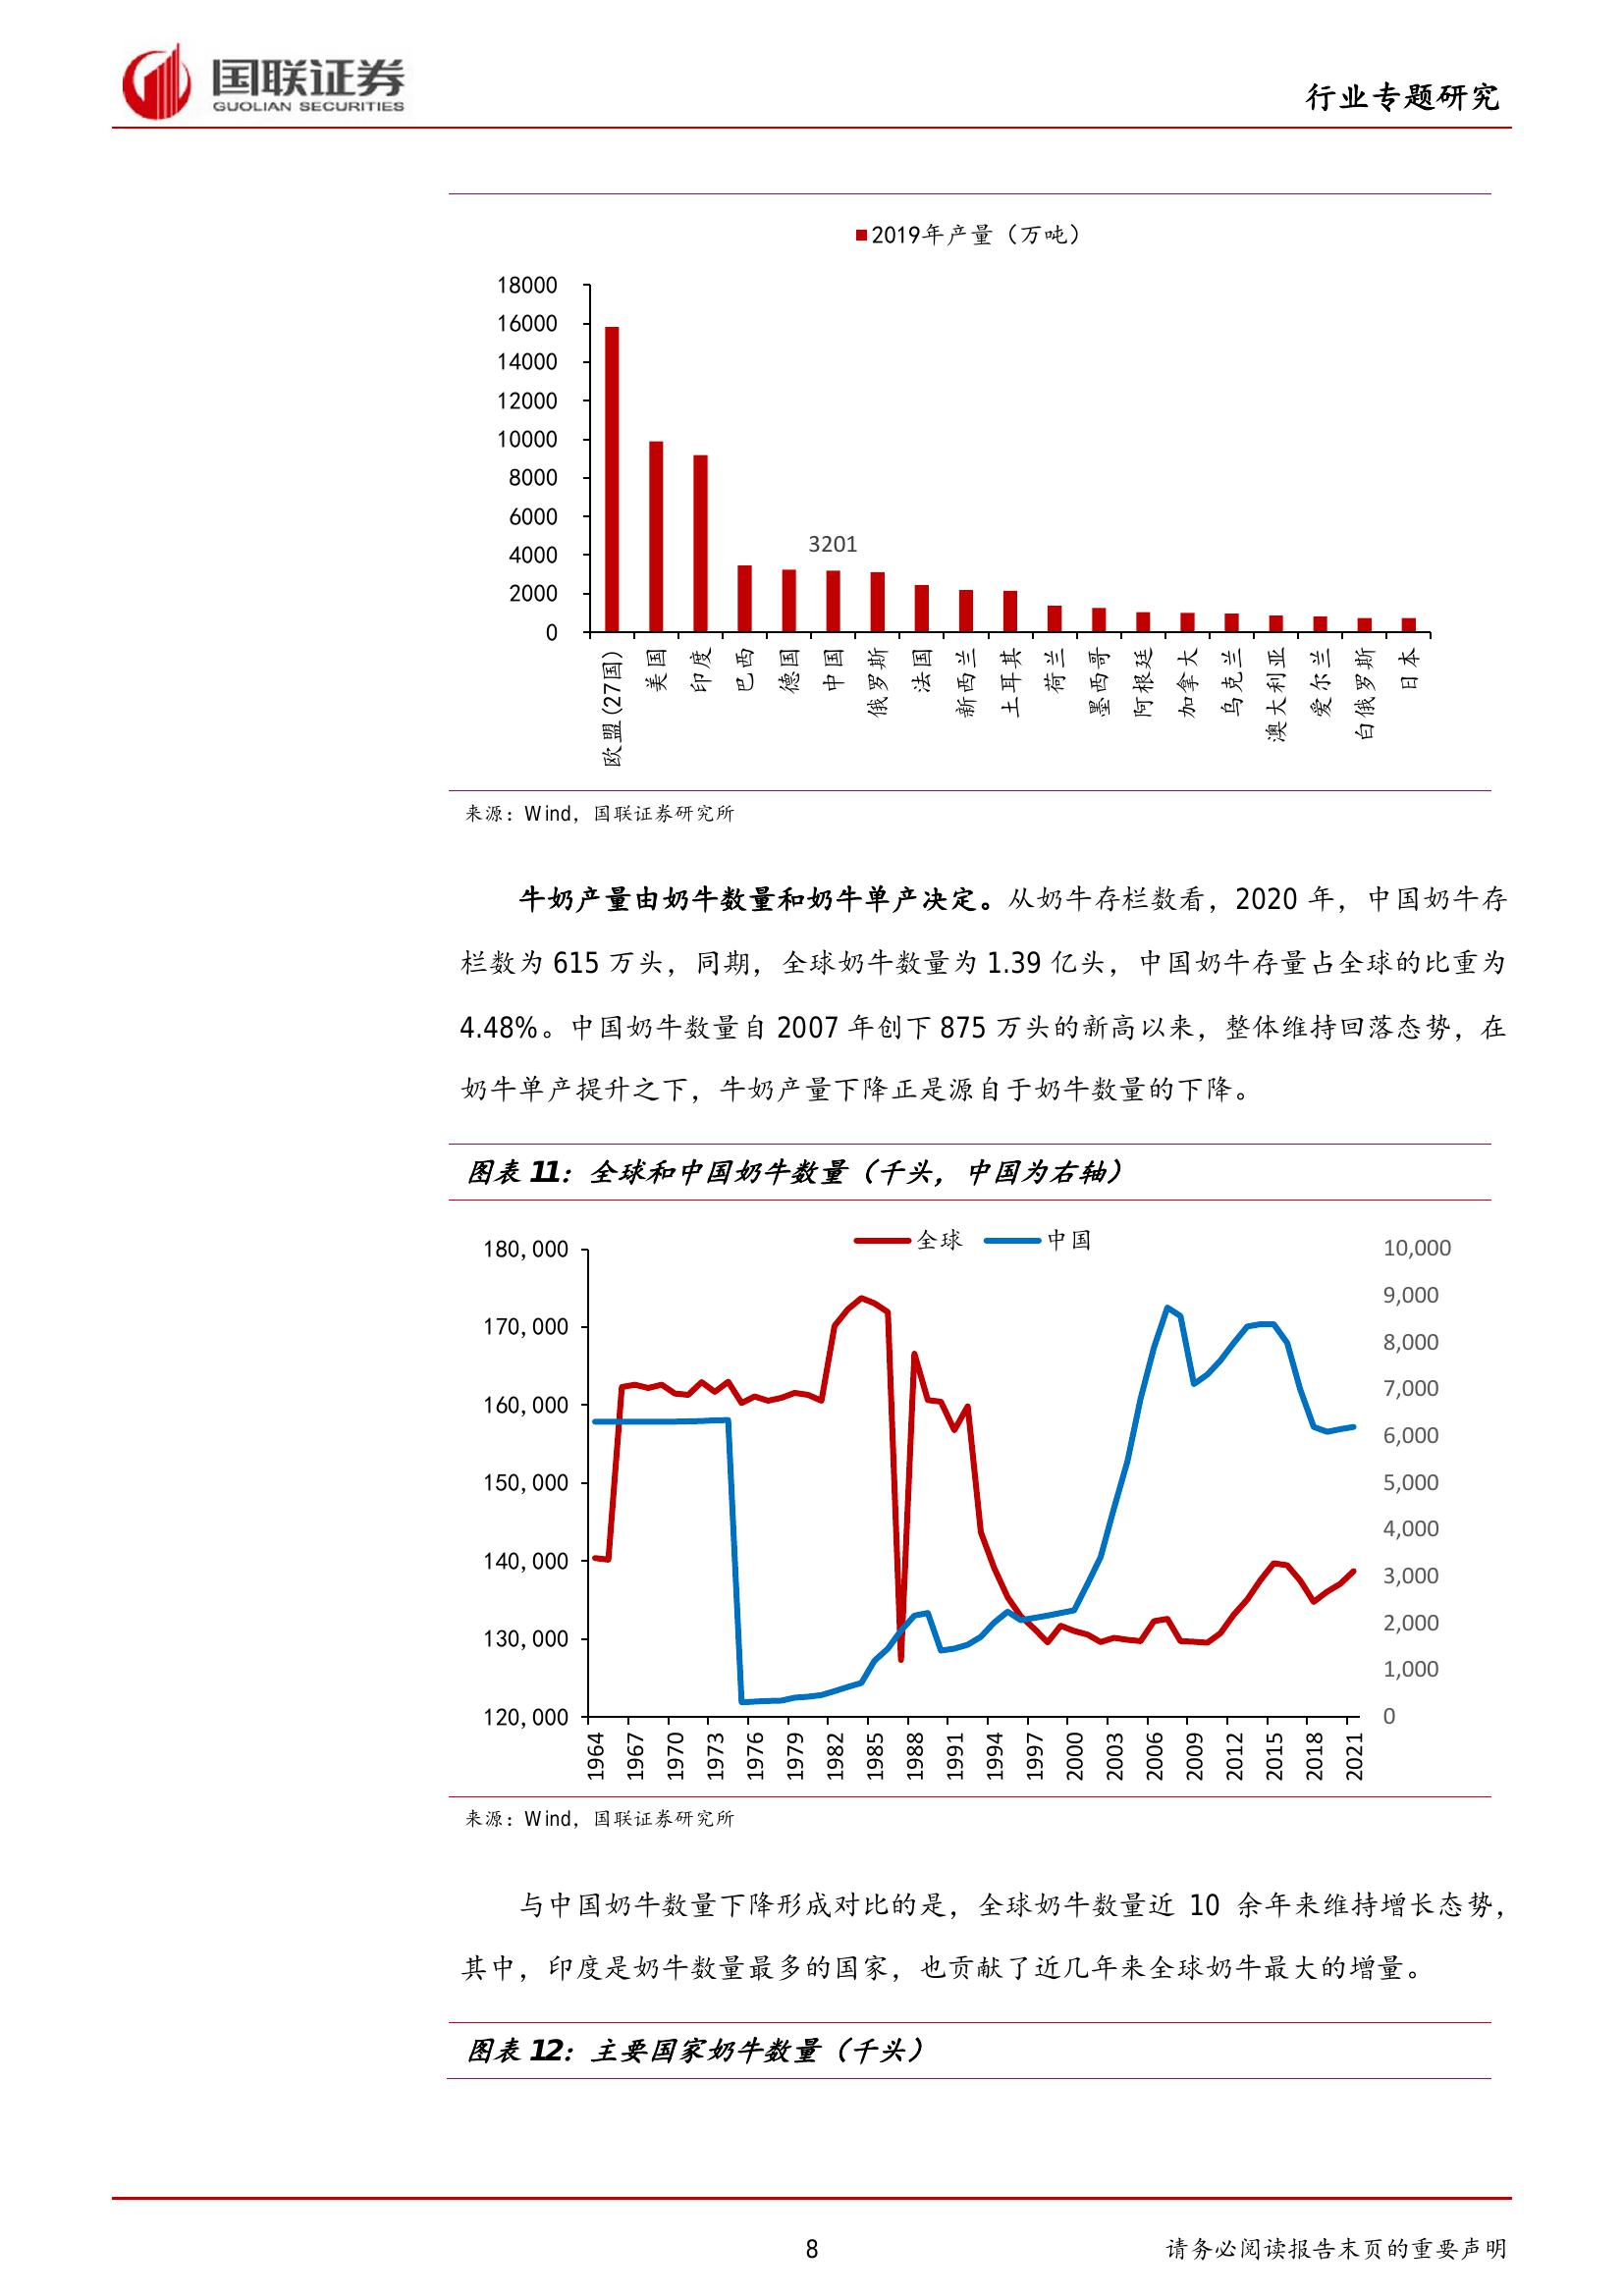 国联证券
GUOLIAN SECURITIES
行业专题研究
2019年产量（万吨）
18000
16000
14000
12000
10000
8000
6000
4000
2000
0
3201
欧盟(27国)
美国
印度
巴西
德国
中国
俄罗斯
法国
新西兰
土耳其
荷兰
墨西哥
阿根廷
加拿大
乌克兰
澳大利亚
爱尔兰
白俄罗斯
日本
来源：Wind，国联证券研究所
牛奶产量由奶牛数量和奶牛单产决定。从奶牛存栏数看，2020 年，中国奶牛存
栏数为 615 万头，同期，全球奶牛数量为 1.39 亿头，中国奶牛存量占全球的比重为
4.48%。中国奶牛数量自 2007 年创下 875 万头的新高以来，整体维持回落态势，在
奶牛单产提升之下，牛奶产量下降正是源自于奶牛数量的下降。
图表 11：全球和中国奶牛数量（千头，中国为右轴）
全球
中国
180,000
170,000
160,000
150,000
140,000
130,000
120,000
10,000
9,000
8,000
7,000
6,000
5,000
4,000
3,000
2,000
1,000
0
1964
1967
1970
1973
1976
1979
1982
1985
1988
1991
1994
1997
2000
2003
2006
2009
2012
2015
2018
2021
来源：Wind，国联证券研究所
与中国奶牛数量下降形成对比的是，全球奶牛数量近 10 余年来维持增长态势，
其中，印度是奶牛数量最多的国家，也贡献了近几年来全球奶牛最大的增量。
图表 12：主要国家奶牛数量（千头）
8
请务必阅读报告末页的重要声明